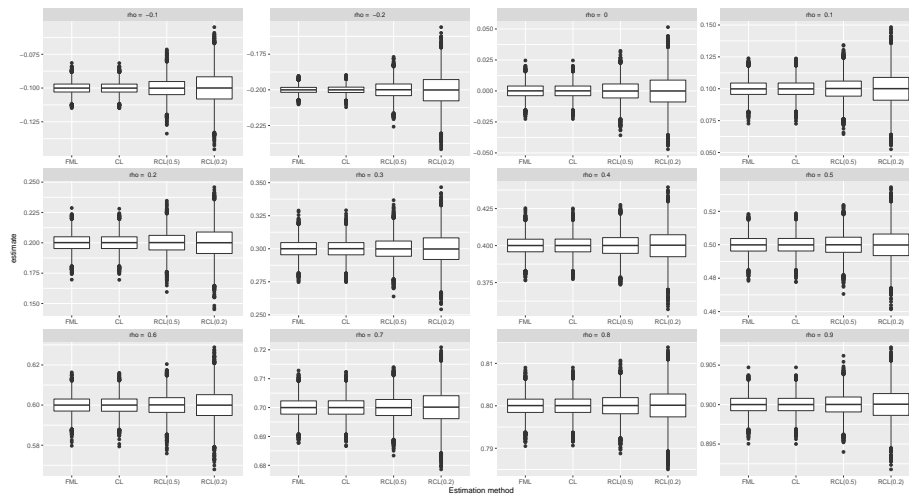 rho = −0.1
rho = −0.2
rho = 0
rho = 0.1
−0.075
−0.100
−0.125
−0.175
−0.200
−0.225
0.050
0.025
0.000
−0.025
−0.050
0.150
0.125
0.100
0.075
0.050
FML CL RCL(0.5) RCL(0.2)
FML CL RCL(0.5) RCL(0.2)
FML CL RCL(0.5) RCL(0.2)
FML CL RCL(0.5) RCL(0.2)
rho = 0.2
rho = 0.3
rho = 0.4
rho = 0.5
estimate
0.250
0.225
0.200
0.175
0.150
0.350
0.325
0.300
0.275
0.250
0.425
0.400
0.375
0.52
0.50
0.48
0.46
FML CL RCL(0.5) RCL(0.2)
FML CL RCL(0.5) RCL(0.2)
FML CL RCL(0.5) RCL(0.2)
FML CL RCL(0.5) RCL(0.2)
rho = 0.6
rho = 0.7
rho = 0.8
rho = 0.9
0.62
0.60
0.58
0.72
0.71
0.70
0.69
0.68
0.81
0.80
0.79
0.905
0.900
0.895
FML CL RCL(0.5) RCL(0.2)
FML CL RCL(0.5) RCL(0.2)
FML CL RCL(0.5) RCL(0.2)
FML CL RCL(0.5) RCL(0.2)
Estimation method